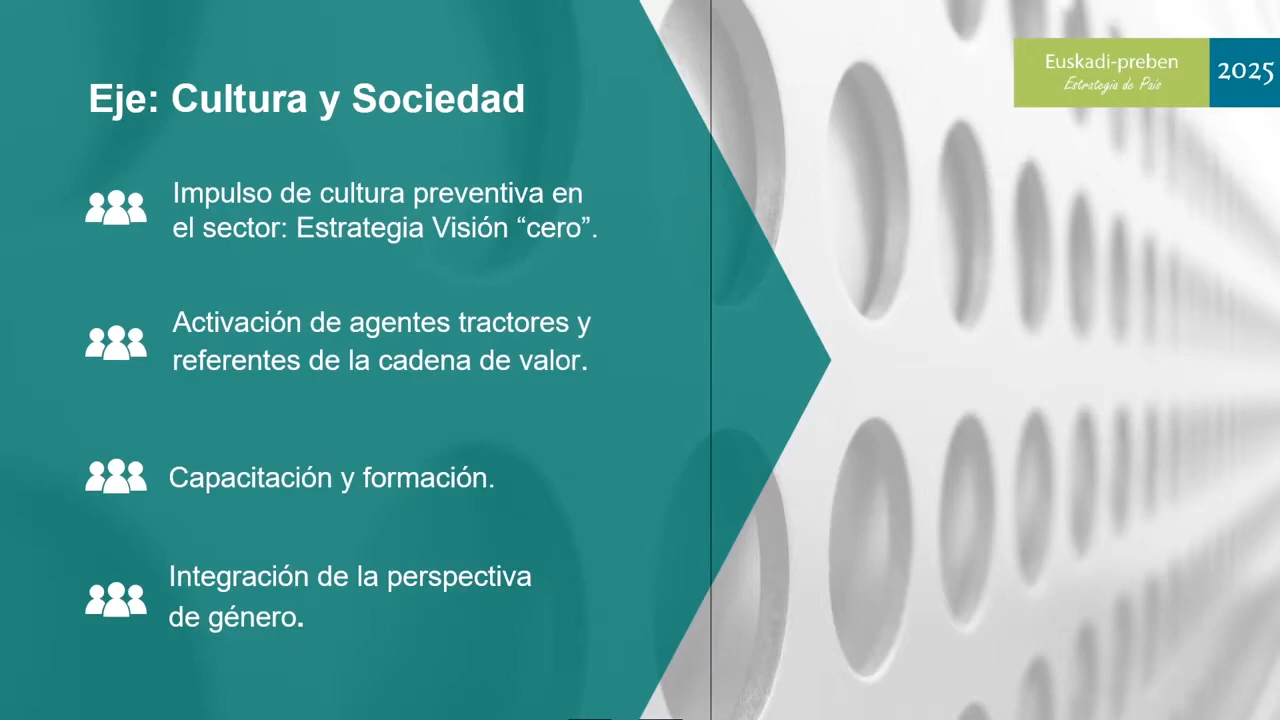 Euskadi-preben
Estrategia de País
2025
Eje: Cultura y Sociedad
Impulso de cultura preventiva en
el sector: Estrategia Visión “cero”.
Activación de agentes tractores y
referentes de la cadena de valor.
Capacitación y formación.
Integración de la perspectiva
de género.